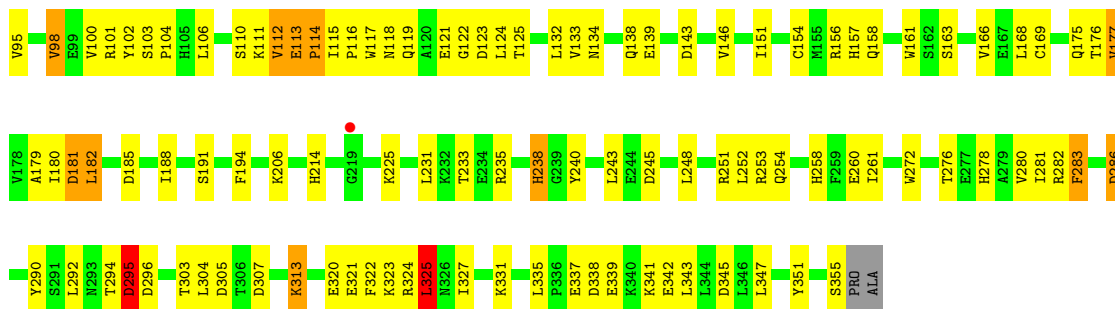 V95 V98 E99 V100 R101 Y102 S103 P104 H105 L106 S110 K111 V112 E113 P114 I115 P116 W117 N118 Q119 A120 E121 G122 D123 L124 T125 L132 V133 N134 Q138 E139 D143 V146 I151 C154 M155 R156 H157 Q158 W161 S162 S163 V166 E167 L168 C169 Q175 T176
V178 A179 I180 D181 L182 D185 I188 S191 F194 K206 H214 G219 K225 L231 K232 T233 E234 R235 H238 G239 Y240 L243 E244 D245 L248 R251 L252 R253 Q254 H258 F259 E260 I261 W272 T276 E277 H278 A279 V280 I281 R282 F283 D286
Y290 S291 L292 N293 T294 D295 D296 T303 L304 D305 T306 D307 K313 E320 E321 F322 K323 R324 L325 N326 I327 K331 L335 P336 E337 D338 E339 K340 K341 E342 L343 L344 D345 L346 L347 Y351 S355 PRO ALA